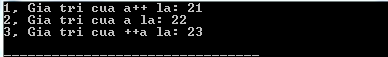 1, Gia tri cua a++ la: 21
2, Gia tri cua a la: 22
3, Gia tri cua ++a la: 23